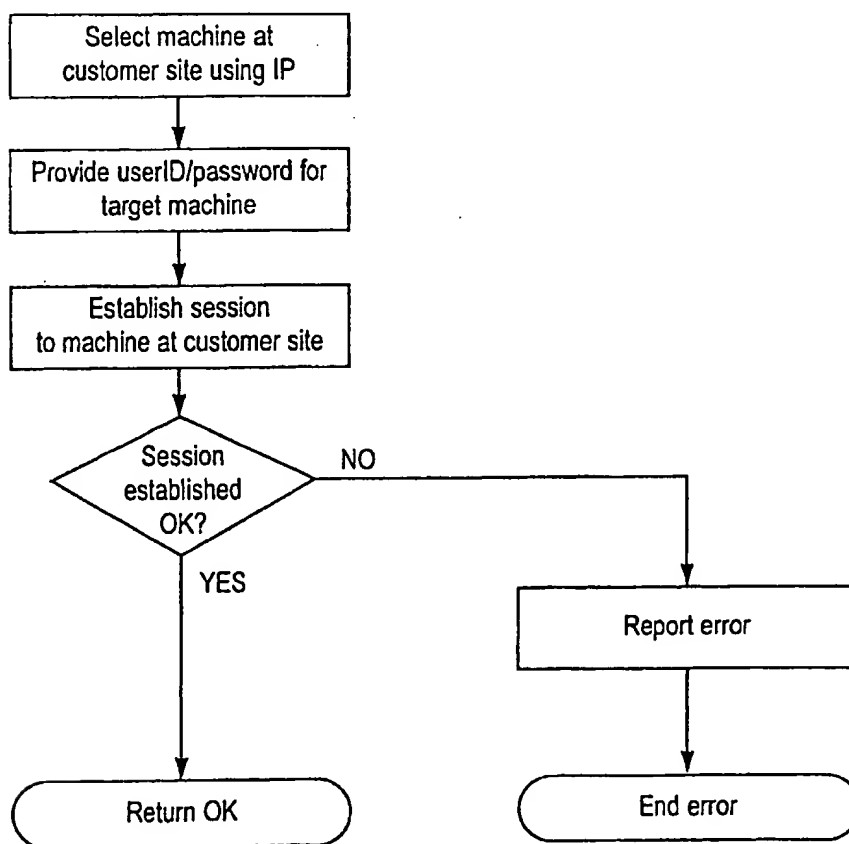 Select machine at
customer site using IP
Provide userID/password for
target machine
Establish session
to machine at customer site
Session
established
OK?
NO
YES
Report error
Return OK
End error